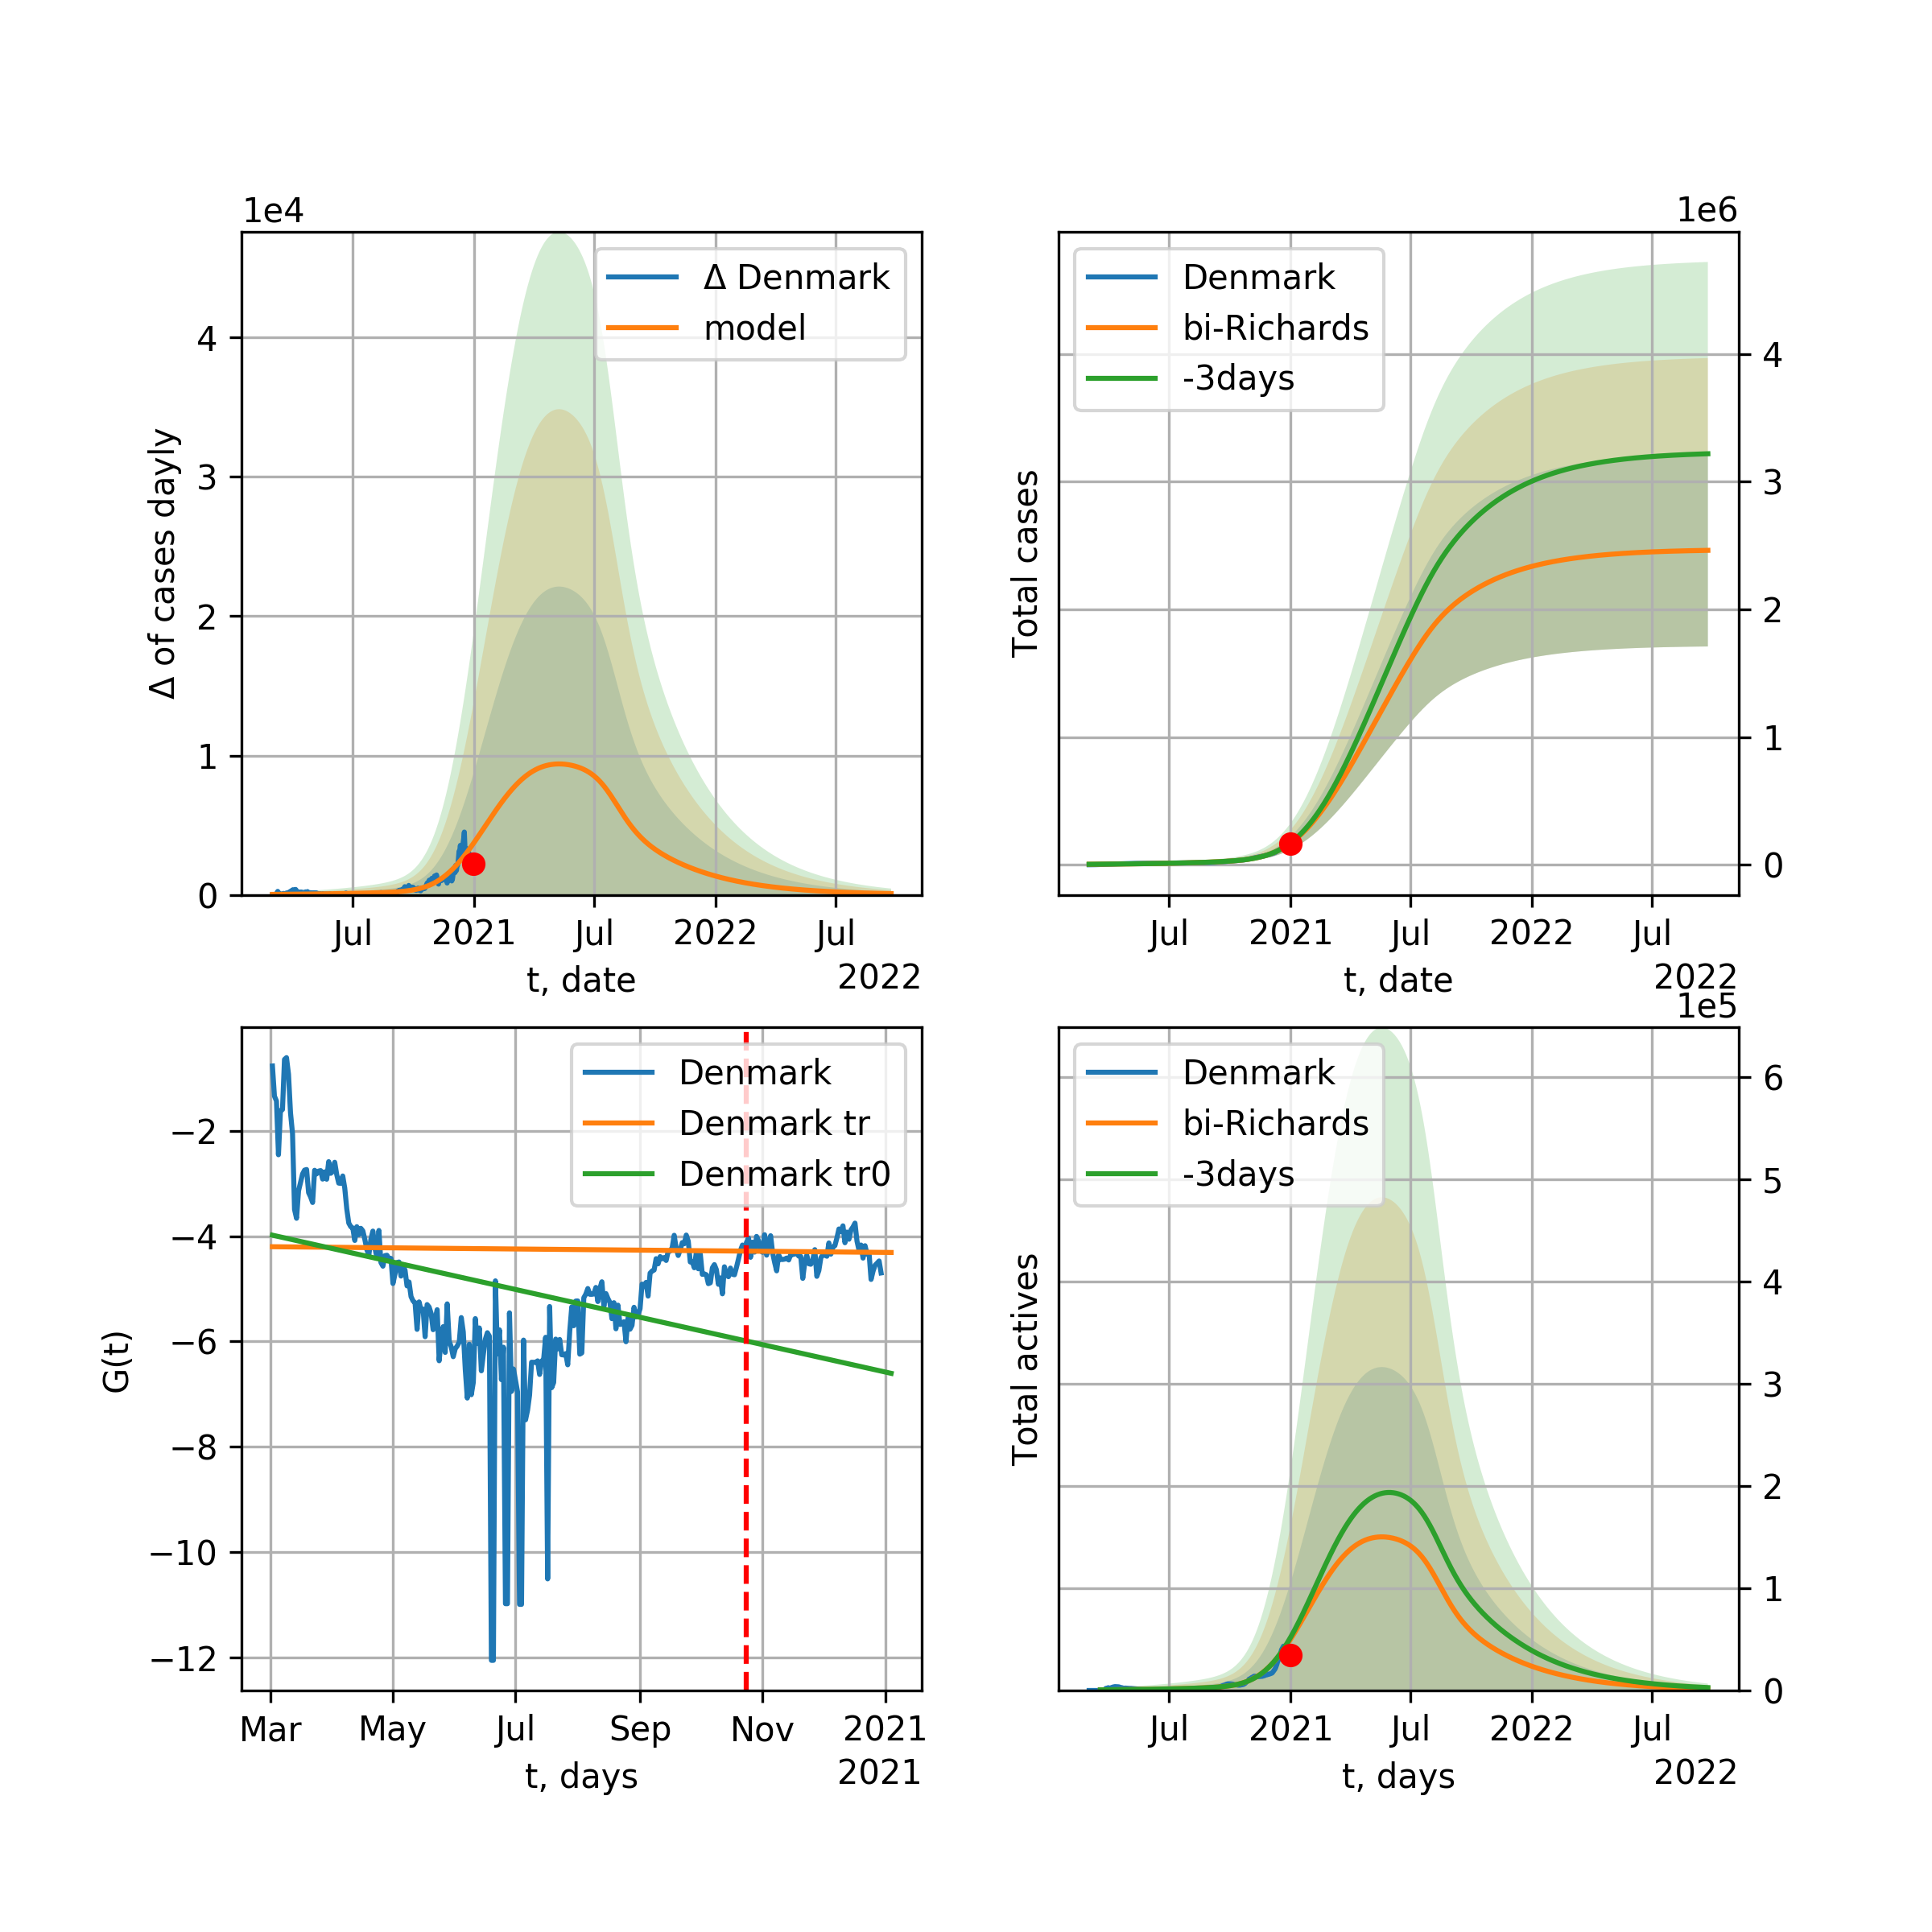 1e4
Δ of cases dayly
4
3
2
1
0
Δ Denmark
model
Jul
2021
Jul
2022
Jul
t, date
2022
1e6
Total cases
Denmark
bi-Richards
-3days
4
3
2
1
0
Jul
2021
Jul
2022
Jul
t, date
2022
G(t)
−2
−4
−6
−8
−10
−12
Denmark
Denmark tr
Denmark tr0
Mar
May
Jul
Sep
Nov
2021
t, days
2021
1e5
Total actives
Denmark
bi-Richards
-3days
6
5
4
3
2
1
0
Jul
2021
Jul
2022
Jul
t, days
2022